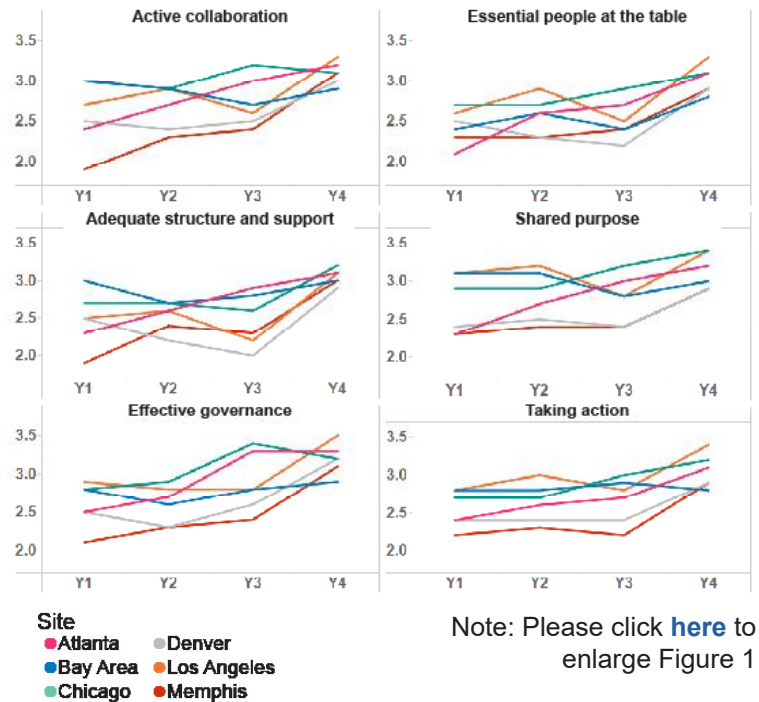 Active collaboration
3.5
3.0
2.5
2.0
Y1 Y2 Y3 Y4
Essential people at the table
3.5
3.0
2.5
2.0
Y1 Y2 Y3 Y4
Adequate structure and support
3.5
3.0
2.5
2.0
Y1 Y2 Y3 Y4
Shared purpose
3.5
3.0
2.5
2.0
Y1 Y2 Y3 Y4
Effective governance
3.5
3.0
2.5
2.0
Y1 Y2 Y3 Y4
Taking action
3.5
3.0
2.5
2.0
Y1 Y2 Y3 Y4
Site
Atlanta Denver
Bay Area Los Angeles
Chicago Memphis
Note: Please click here to
enlarge Figure 1